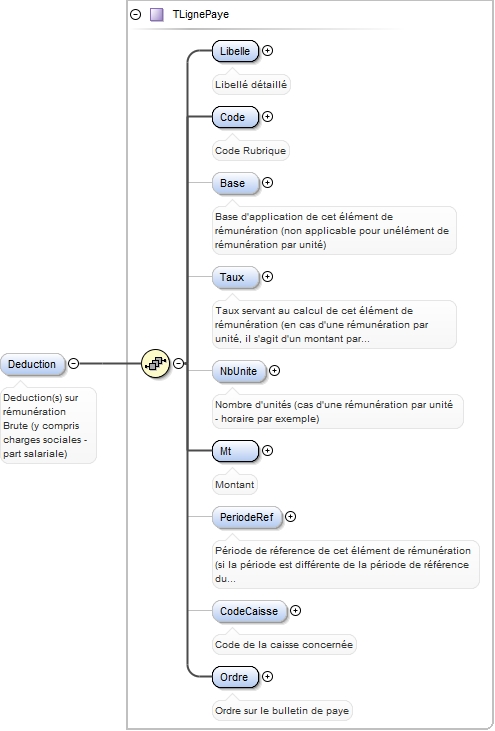 TLignePaye
Libelle
Libellé détaillé
Code
Code Rubrique
Base
Base d'application de cet élément de
rémunération (non applicable pour unélément de
rémunération par unité)
Taux
Taux servant au calcul de cet élément de
rémunération (en cas d'une rémunération par
unité, il s'agit d'un montant par...
Deduction
Deduction(s) sur
rémunération
Brute (y compris
charges sociales -
part salariale)
NbUnite
Nombre d'unités (cas d'une rémunération par unité
- horaire par exemple)
Mt
Montant
PeriodeRef
Période de réference de cet élément de rémunération
(si la période est différente de la période de référence
du...
CodeCaisse
Code de la caisse concernée
Ordre
Ordre sur le bulletin de paye